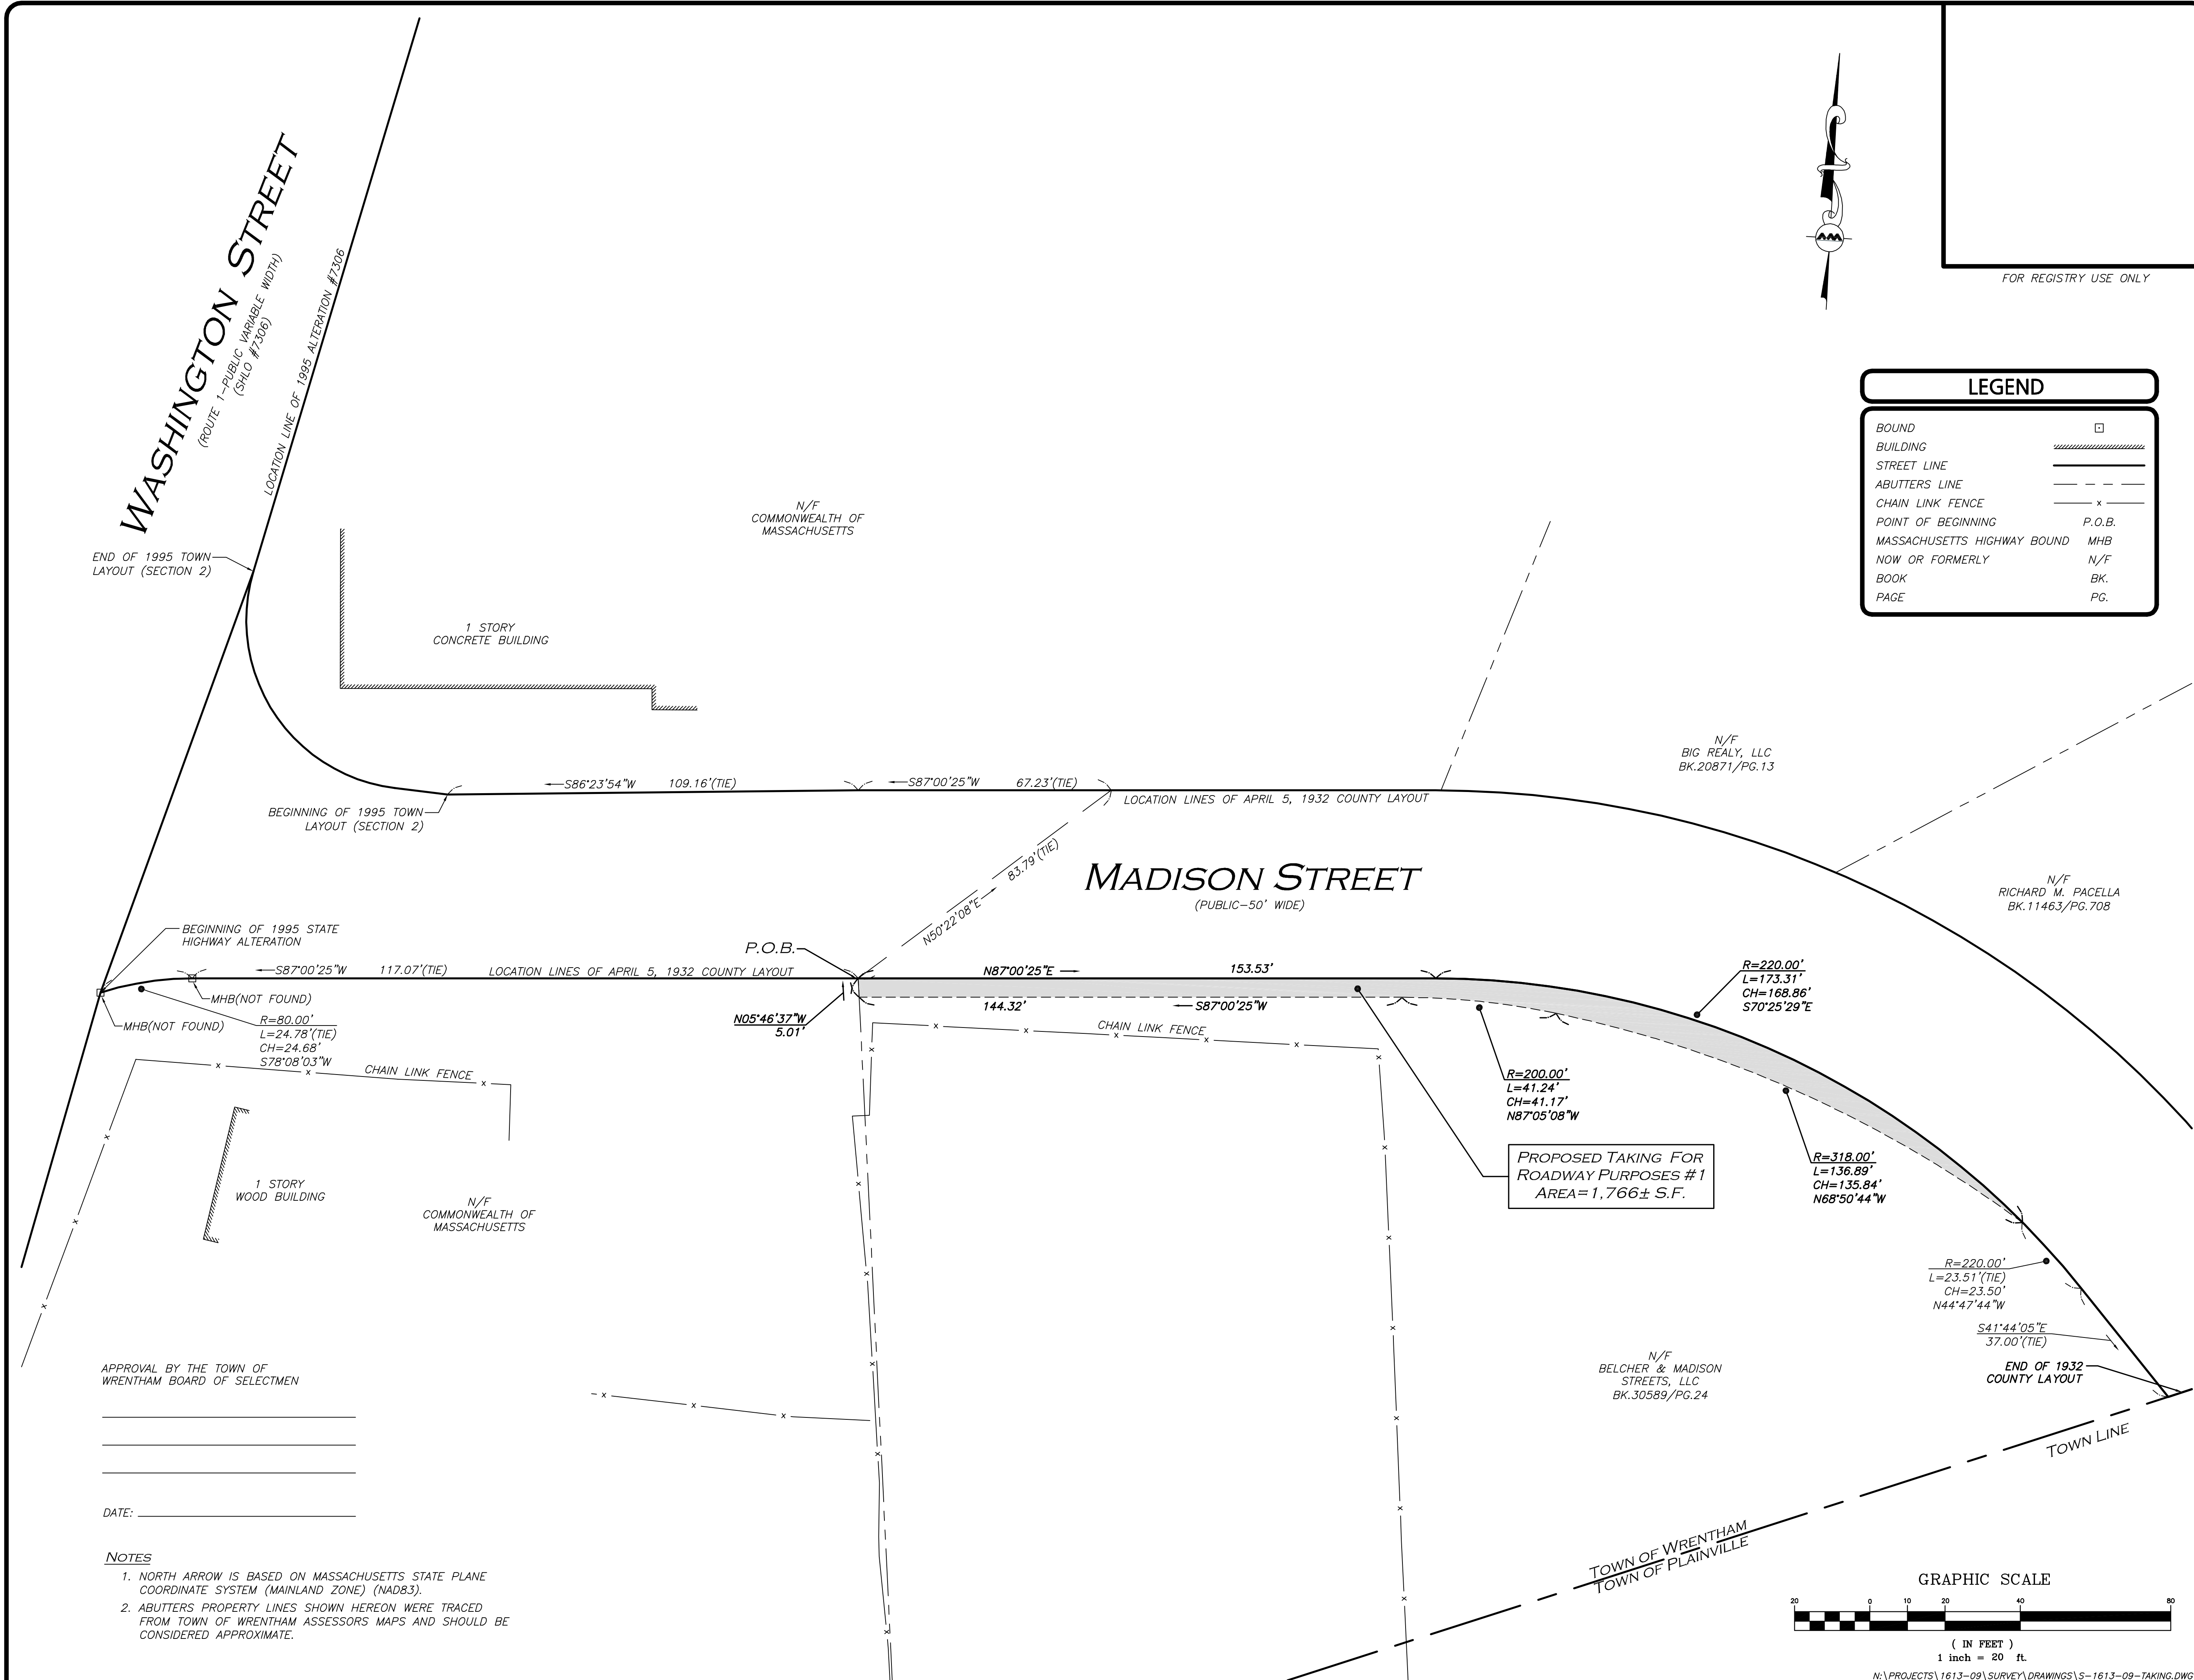 WASHINGTON STREET
(ROUTE 1-PUBLIC VARIABLE WIDTH)
(SHLO #7306)
LOCATION LINE OF 1995 ALTERATION #7306
END OF 1995 TOWN
LAYOUT (SECTION 2)
N/F
COMMONWEALTH OF
MASSACHUSETTS
1 STORY
CONCRETE BUILDING
FOR REGISTRY USE ONLY
LEGEND
BOUND
BUILDING
STREET LINE
ABUTTERS LINE
CHAIN LINK FENCE x
POINT OF BEGINNING P.O.B.
MASSACHUSETTS HIGHWAY BOUND MHB
NOW OR FORMERLY N/F
BOOK BK.
PAGE PG.
N/F
BIG REALY, LLC
BK.20871/PG.13
S86°23'54"W 109.16'(TIE)
S87°00'25"W 67.23'(TIE)
LOCATION LINES OF APRIL 5, 1932 COUNTY LAYOUT
BEGINNING OF 1995 TOWN
LAYOUT (SECTION 2)
N50°22'08"E 83.79'(TIE)
MADISON STREET
(PUBLIC-50' WIDE)
N/F
RICHARD M. PACELLA
BK.11463/PG.708
BEGINNING OF 1995 STATE
HIGHWAY ALTERATION
P.O.B.
S87°00'25"W 117.07'(TIE)
LOCATION LINES OF APRIL 5, 1932 COUNTY LAYOUT
N87°00'25"E 153.53'
R=220.00'
L=173.31'
CH=168.86'
S70°25'29"E
MHB(NOT FOUND)
MHB(NOT FOUND)
R=80.00'
L=24.78'(TIE)
CH=24.68'
S78°08'03"W
N05°46'37"W
5.01'
144.32' S87°00'25"W
CHAIN LINK FENCE
CHAIN LINK FENCE
R=200.00'
L=41.24'
CH=41.17'
N87°05'08"W
PROPOSED TAKING FOR
ROADWAY PURPOSES #1
AREA=1,766± S.F.
R=318.00'
L=136.89'
CH=135.84'
N68°50'44"W
1 STORY
WOOD BUILDING
N/F
COMMONWEALTH OF
MASSACHUSETTS
R=220.00'
L=23.51'(TIE)
CH=23.50'
N44°47'44"W
S41°44'05"E
37.00'(TIE)
END OF 1932
COUNTY LAYOUT
N/F
BELCHER & MADISON
STREETS, LLC
BK.30589/PG.24
TOWN LINE
TOWN OF WRENTHAM
TOWN OF PLAINVILLE
APPROVAL BY THE TOWN OF
WRENTHAM BOARD OF SELECTMEN
DATE:
NOTES
1. NORTH ARROW IS BASED ON MASSACHUSETTS STATE PLANE
COORDINATE SYSTEM (MAINLAND ZONE) (NAD83).
2. ABUTTERS PROPERTY LINES SHOWN HEREON WERE TRACED
FROM TOWN OF WRENTHAM ASSESSORS MAPS AND SHOULD BE
CONSIDERED APPROXIMATE.
GRAPHIC SCALE
20 0 10 20 40 80
( IN FEET )
1 inch = 20 ft.
N:\PROJECTS\1613-09\SURVEY\DRAWINGS\S-1613-09-TAKING.DWG